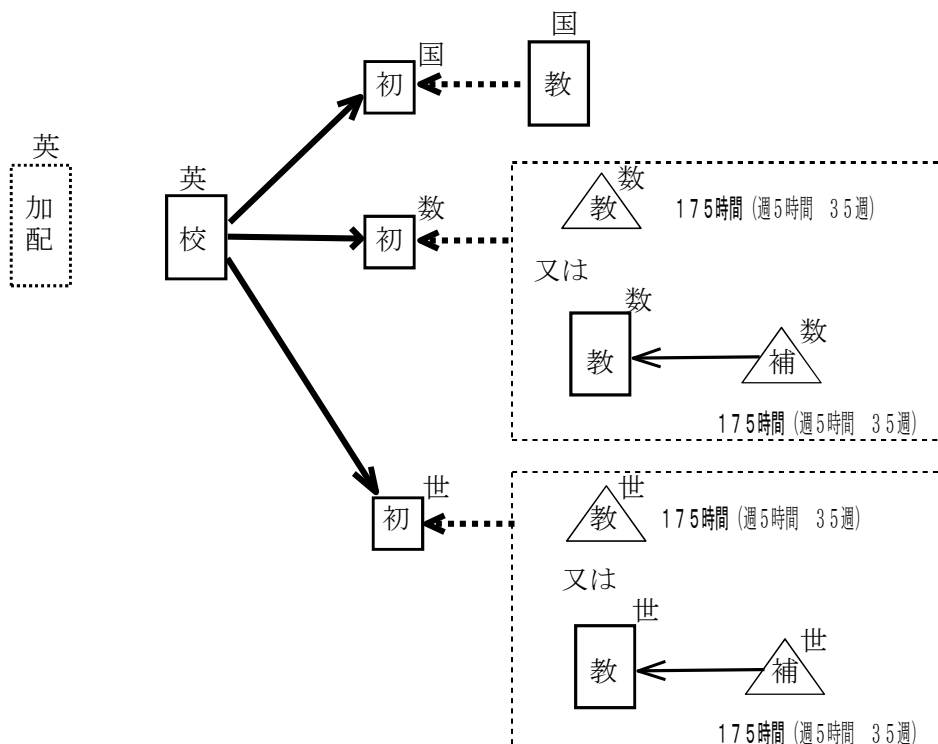 国
国
初
教
英
加配
英
校
数
初
数
教
175時間 (週5時間 35週)
又は
数
教
数
補
175時間 (週5時間 35週)
世
初
世
教
175時間 (週5時間 35週)
又は
世
教
世
補
175時間 (週5時間 35週)